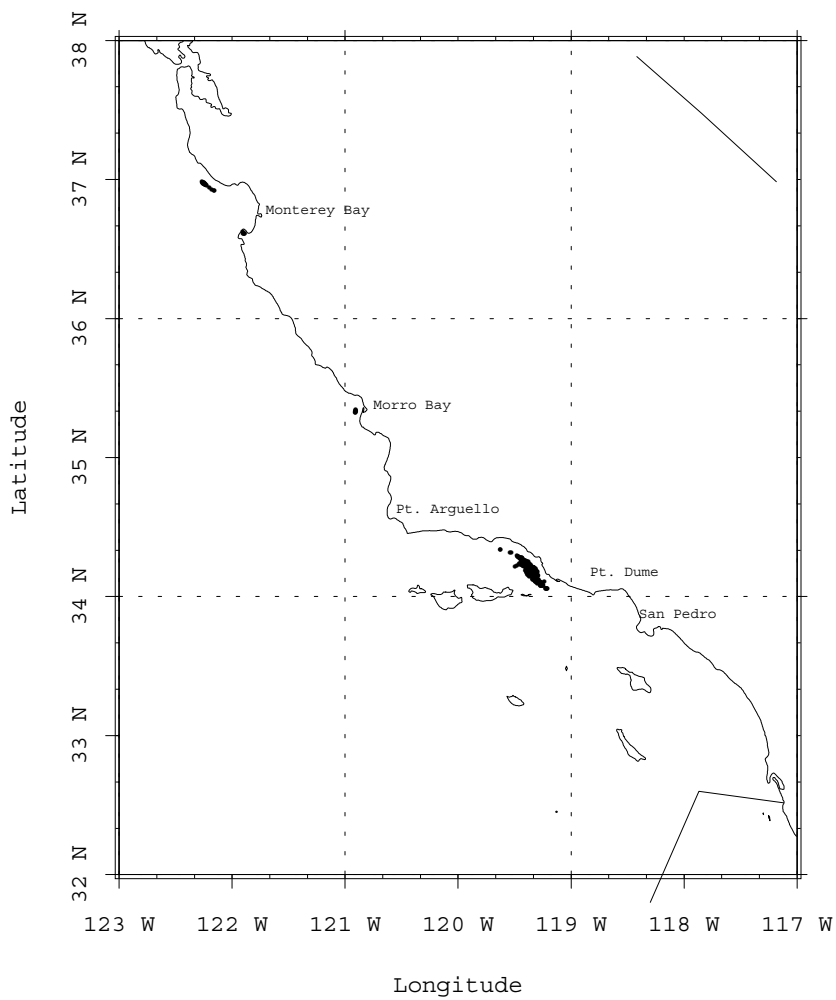 38 N
37 N
Monterey Bay
36 N
Morro Bay
35 N
Pt. Arguello
Pt. Dume
34 N
San Pedro
33 N
32 N
Latitude
123 W 122 W 121 W 120 W 119 W 118 W 117 W
Longitude